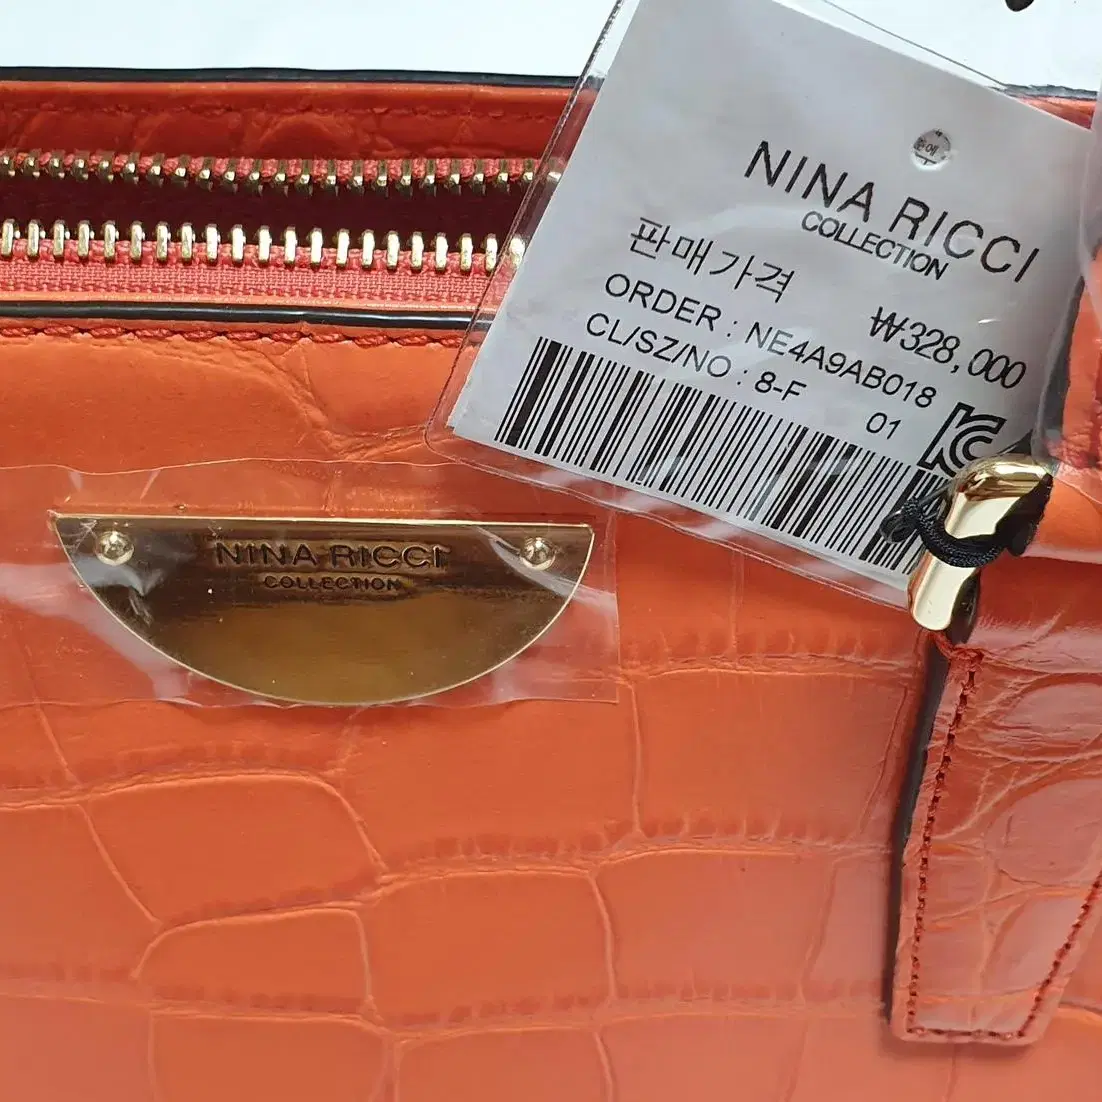 NINA RICCI
COLLECTION
판매가격
₩328,000
ORDER : NE4A9AB018
CL/SZ/NO : 8-F
01
NINA RICCI
COLLECTION